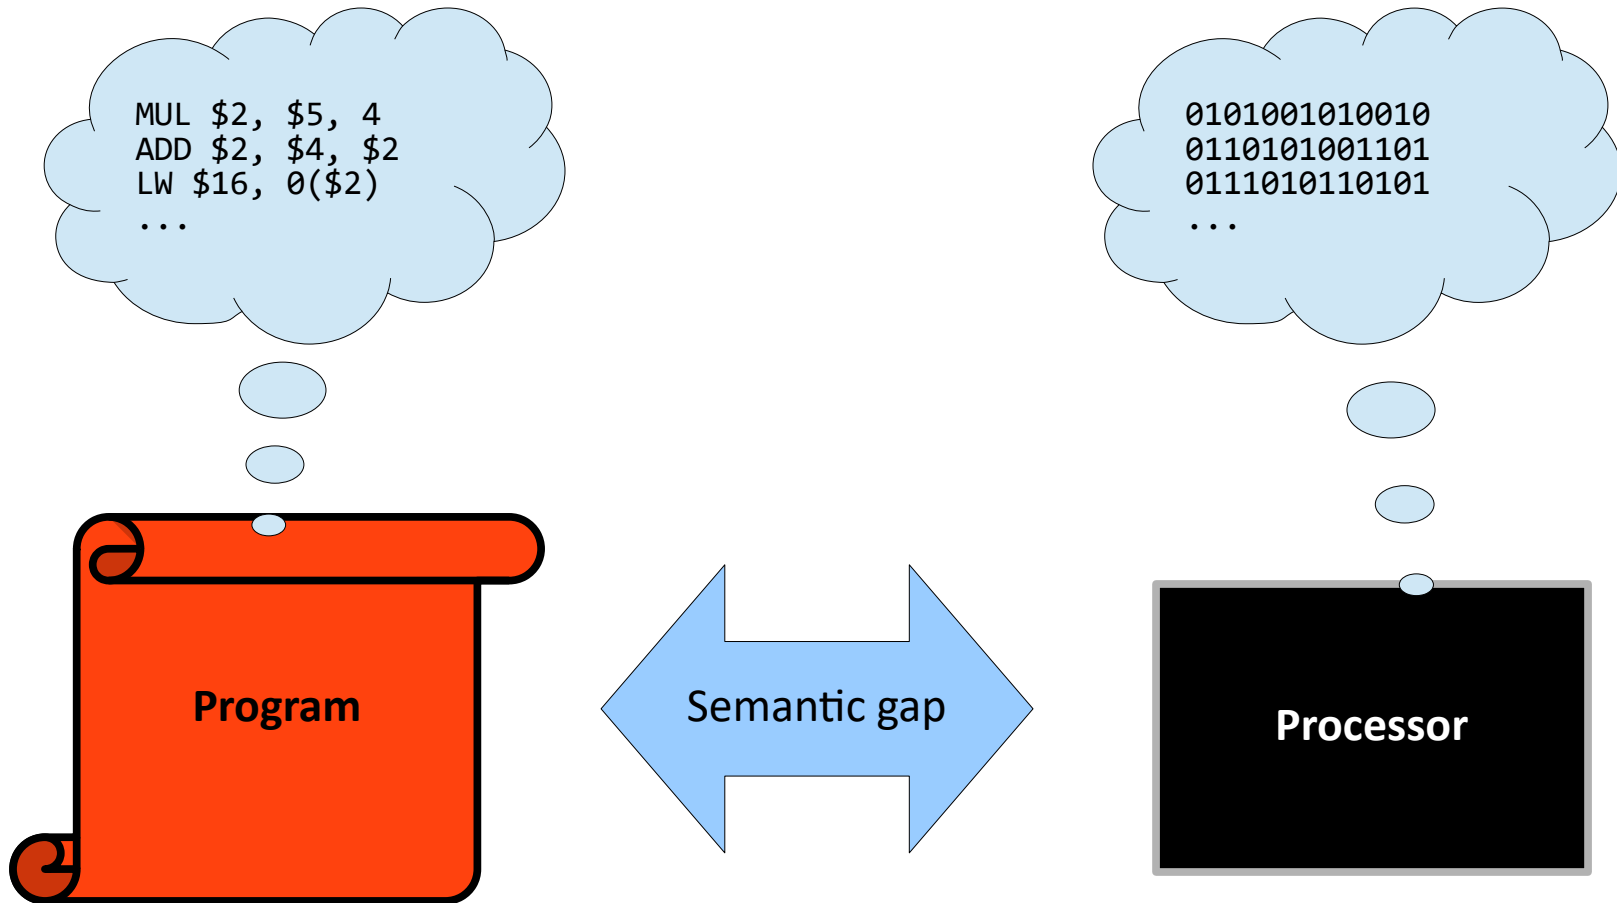 MUL $2, $5, 4
ADD $2, $4, $2
LW $16, 0($2)
...
0101001010010
0110101001101
0111010110101
...
Program
Semantic gap
Processor